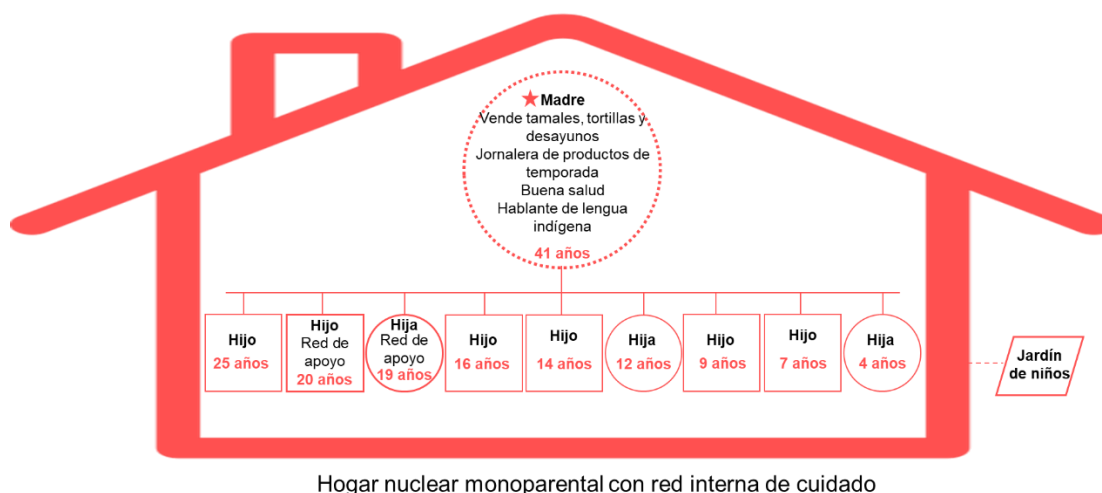 Madre
Vende tamales, tortillas y
desayunos
Jornalera de productos de
temporada
Buena salud
Hablante de lengua
indígena
41 años
Hijo
25 años
Hijo
Red de
apoyo
20 años
Hija
Red de
apoyo
19 años
Hijo
16 años
Hijo
14 años
Hija
12 años
Hijo
9 años
Hijo
7 años
Hija
4 años
Jardín
de niños
Hogar nuclear monoparental con red interna de cuidado